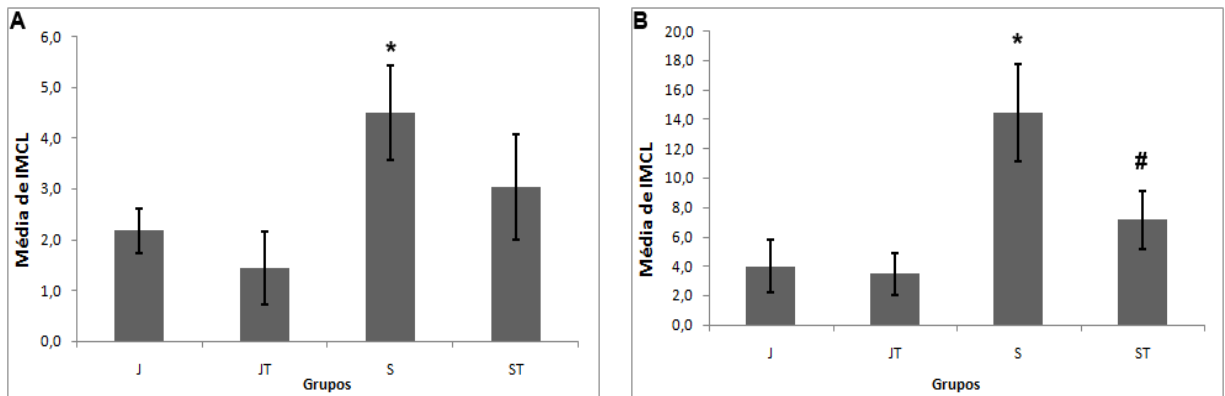 A
Média de IMCL
6,0
5,0
4,0
3,0
2,0
1,0
0,0
*
J JT S ST
Grupos
B
Média de IMCL
20,0
18,0
16,0
14,0
12,0
10,0
8,0
6,0
4,0
2,0
0,0
*
#
J JT S ST
Grupos